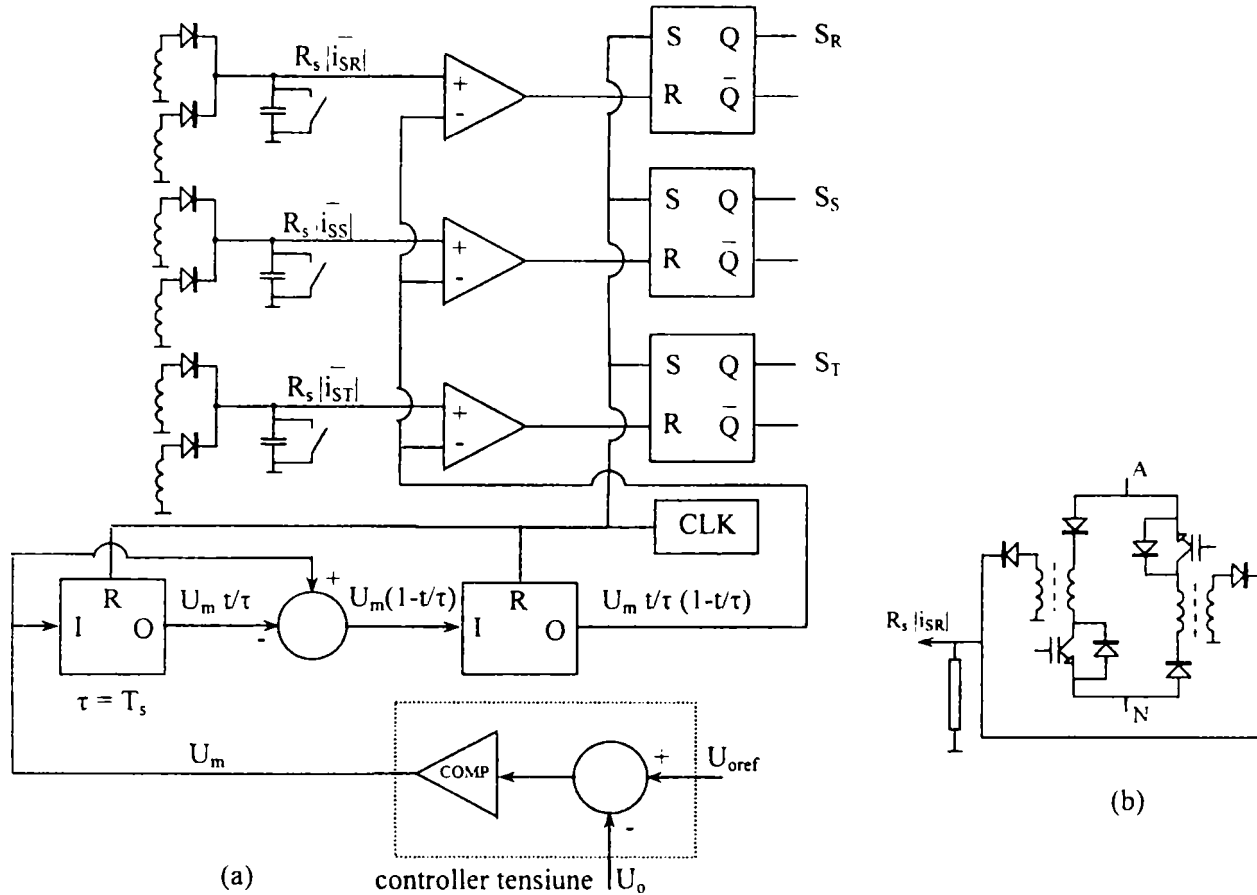 S Q S_R
R_s |i_SR|
+
-
R Q̄
S Q S_S
R_s |i_SS|
+
-
R Q̄
S Q S_T
R_s |i_ST|
+
-
R Q̄
A
CLK
R
I O
U_m t/τ
+
-
U_m(1-t/τ)
R
I O
U_m t/τ (1-t/τ)
τ = T_s
R_s |i_SR|
N
U_m
COMP
+
-
U_oref
(b)
(a)
controller tensiune
U_o